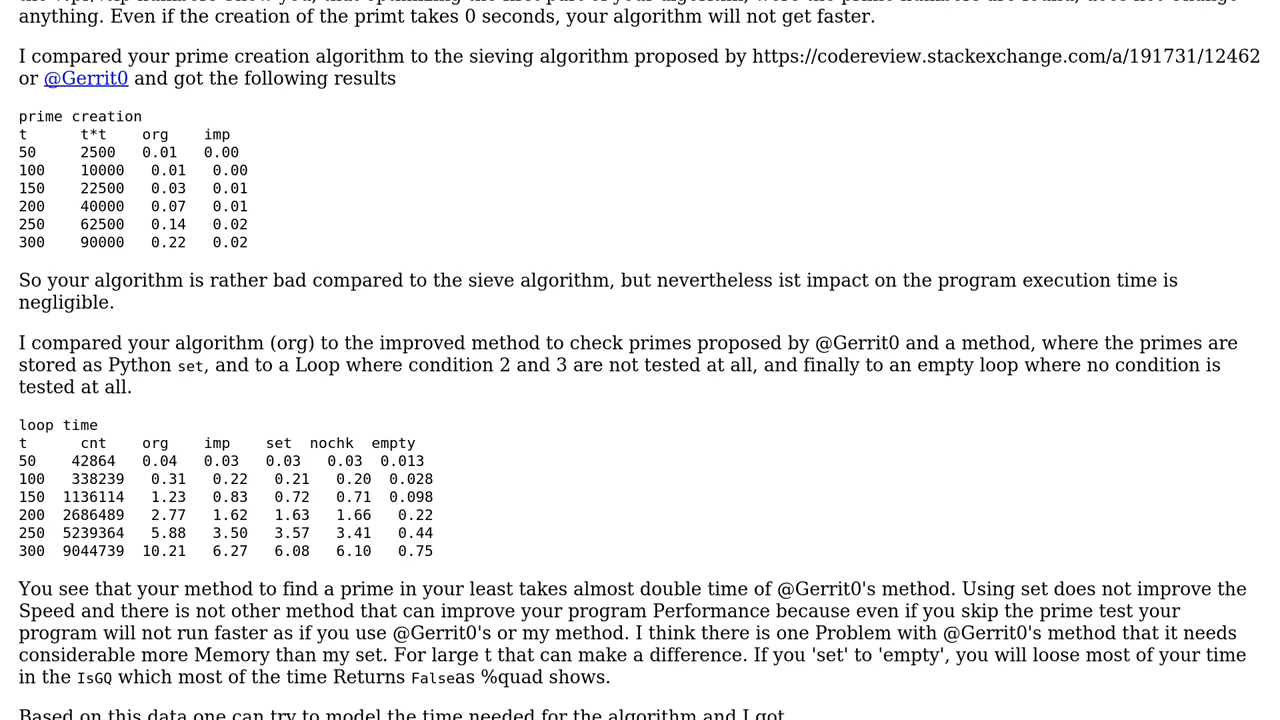 anything. Even if the creation of the primt takes 0 seconds, your algorithm will not get faster.
I compared your prime creation algorithm to the sieving algorithm proposed by https://codereview.stackexchange.com/a/191731/12462
or @Gerrit0 and got the following results
prime creation
t      t*t   org    imp
50     2500   0.01   0.00
100    10000   0.01   0.00
150    22500   0.03   0.01
200    40000   0.07   0.01
250    62500   0.14   0.02
300    90000   0.22   0.02
So your algorithm is rather bad compared to the sieve algorithm, but nevertheless ist impact on the program execution time is
negligible.
I compared your algorithm (org) to the improved method to check primes proposed by @Gerrit0 and a method, where the primes are
stored as Python set, and to a Loop where condition 2 and 3 are not tested at all, and finally to an empty loop where no condition is
tested at all.
loop time
t      cnt    org    imp    set  nochk  empty
50    42864   0.04   0.03   0.03   0.03  0.013
100   338239   0.31   0.22   0.21   0.20  0.028
150  1136114   1.23   0.83   0.72   0.71  0.098
200  2686489   2.77   1.62   1.63   1.66   0.22
250  5239364   5.88   3.50   3.57   3.41   0.44
300  9044739  10.21   6.27   6.08   6.10   0.75
You see that your method to find a prime in your least takes almost double time of @Gerrit0's method. Using set does not improve the
Speed and there is not other method that can improve your program Performance because even if you skip the prime test your
program will not run faster as if you use @Gerrit0's or my method. I think there is one Problem with @Gerrit0's method that it needs
considerable more Memory than my set. For large t that can make a difference. If you 'set' to 'empty', you will loose most of your time
in the IsGQ which most of the time Returns Falseas %quad shows.
Based on this data one can try to model the time needed for the algorithm and I got